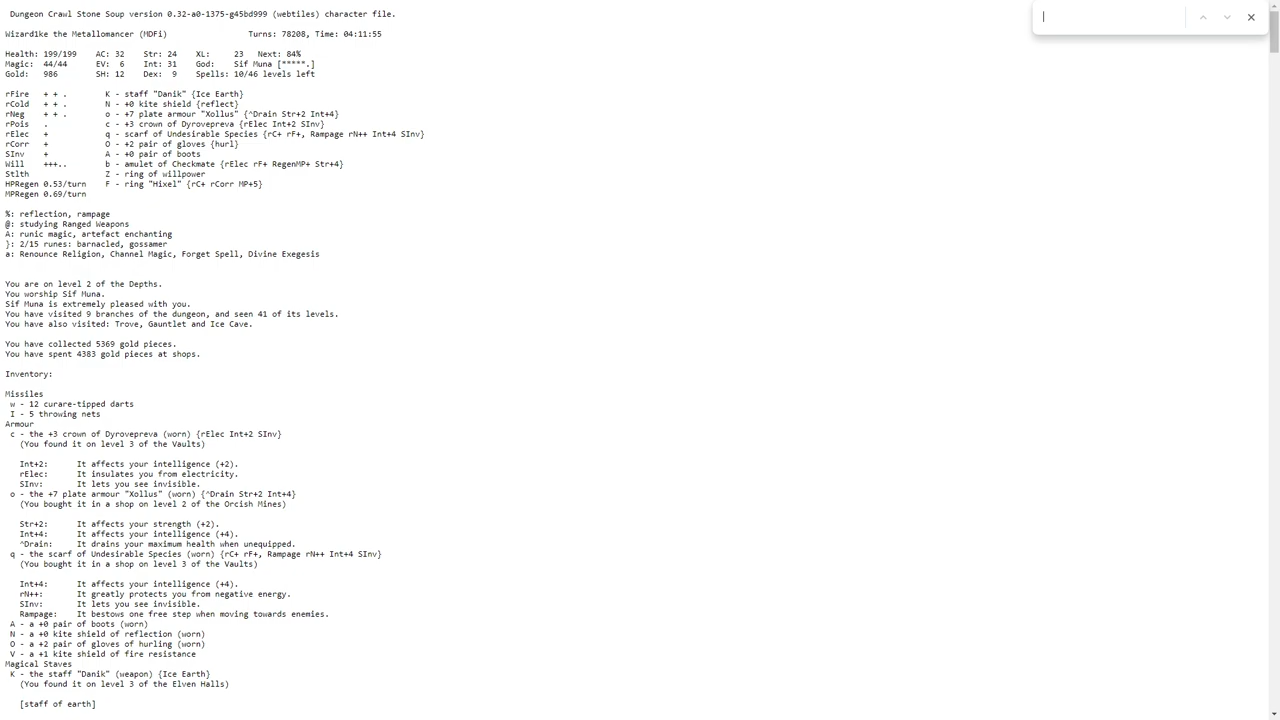 Dungeon Crawl Stone Soup version 0.32-a0-1375-g45bd999 (webtiles) character file.
Wizard1ke the Metallomancer (MDFi) Turns: 78208, Time: 04:11:55
Health: 199/199 AC: 32 Str: 24 XL: 23 Next: 84%
Magic: 44/44 EV: 6 Int: 31 God: Sif Muna [*****.]
Gold: 986 SH: 12 Dex: 9 Spells: 10/46 levels left
rFire + + . K - staff "Danik" {Ice Earth}
rCold + + . N - +0 kite shield {reflect}
rNeg + + . o - +7 plate armour "Xollus" {^Drain Str+2 Int+4}
rPois . c - +3 crown of Dyrovepreva {rElec Int+2 SInv}
rElec + q - scarf of Undesirable Species {rC+ rF+, Rampage rN++ Int+4 SInv}
rCorr + O - +2 pair of gloves {hurl}
SInv + A - +0 pair of boots
Will +++.. b - amulet of Checkmate {rElec rF+ RegenMP+ Str+4}
Stlth Z - ring of willpower
HPRegen 0.53/turn F - ring "Hixel" {rC+ rCorr MP+5}
MPRegen 0.69/turn
%: reflection, rampage
@: studying Ranged Weapons
A: runic magic, artefact enchanting
}: 2/15 runes: barnacled, gossamer
a: Renounce Religion, Channel Magic, Forget Spell, Divine Exegesis
You are on level 2 of the Depths.
You worship Sif Muna.
Sif Muna is extremely pleased with you.
You have visited 9 branches of the dungeon, and seen 41 of its levels.
You have also visited: Trove, Gauntlet and Ice Cave.
You have collected 5369 gold pieces.
You have spent 4383 gold pieces at shops.
Inventory:
Missiles
w - 12 curare-tipped darts
I - 5 throwing nets
Armour
c - the +3 crown of Dyrovepreva (worn) {rElec Int+2 SInv}
(You found it on level 3 of the Vaults)
Int+2: It affects your intelligence (+2).
rElec: It insulates you from electricity.
SInv: It lets you see invisible.
o - the +7 plate armour "Xollus" (worn) {^Drain Str+2 Int+4}
(You bought it in a shop on level 2 of the Orcish Mines)
Str+2: It affects your strength (+2).
Int+4: It affects your intelligence (+4).
^Drain: It drains your maximum health when unequipped.
q - the scarf of Undesirable Species (worn) {rC+ rF+, Rampage rN++ Int+4 SInv}
(You bought it in a shop on level 3 of the Vaults)
Int+4: It affects your intelligence (+4).
rN++: It greatly protects you from negative energy.
SInv: It lets you see invisible.
Rampage: It bestows one free step when moving towards enemies.
A - a +0 pair of boots (worn)
N - a +0 kite shield of reflection (worn)
O - a +2 pair of gloves of hurling (worn)
V - a +1 kite shield of fire resistance
Magical Staves
K - the staff "Danik" (weapon) {Ice Earth}
(You found it on level 3 of the Elven Halls)
[staff of earth]